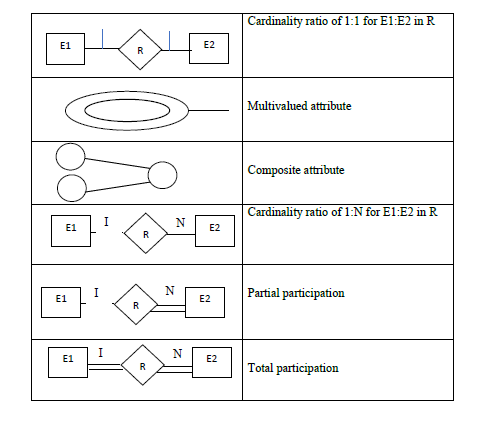 Cardinality ratio of 1:1 for E1:E2 in R
E1 R E2
Multivalued attribute
Composite attribute
Cardinality ratio of 1:N for E1:E2 in R
E1 I R N E2
E1 I R N E2
Partial participation
E1 I R N E2
Total participation